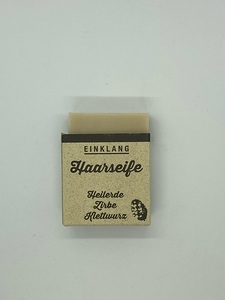 EINKLANG
Haarseife
Heilerde
Zirbe
Klettwurz